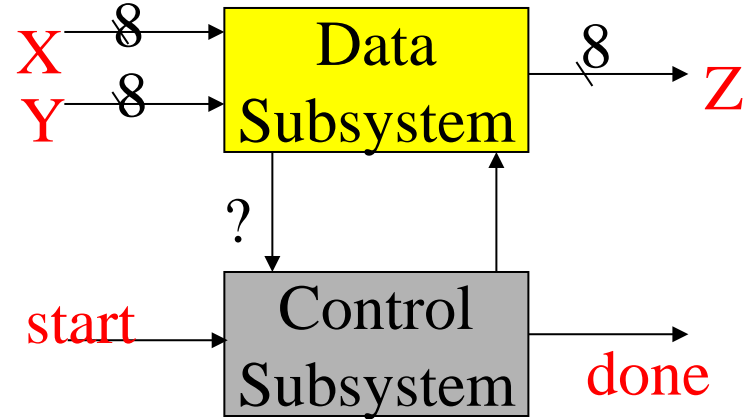 X
8
Y
8
Data
Subsystem
8
Z
?
start
Control
Subsystem
done